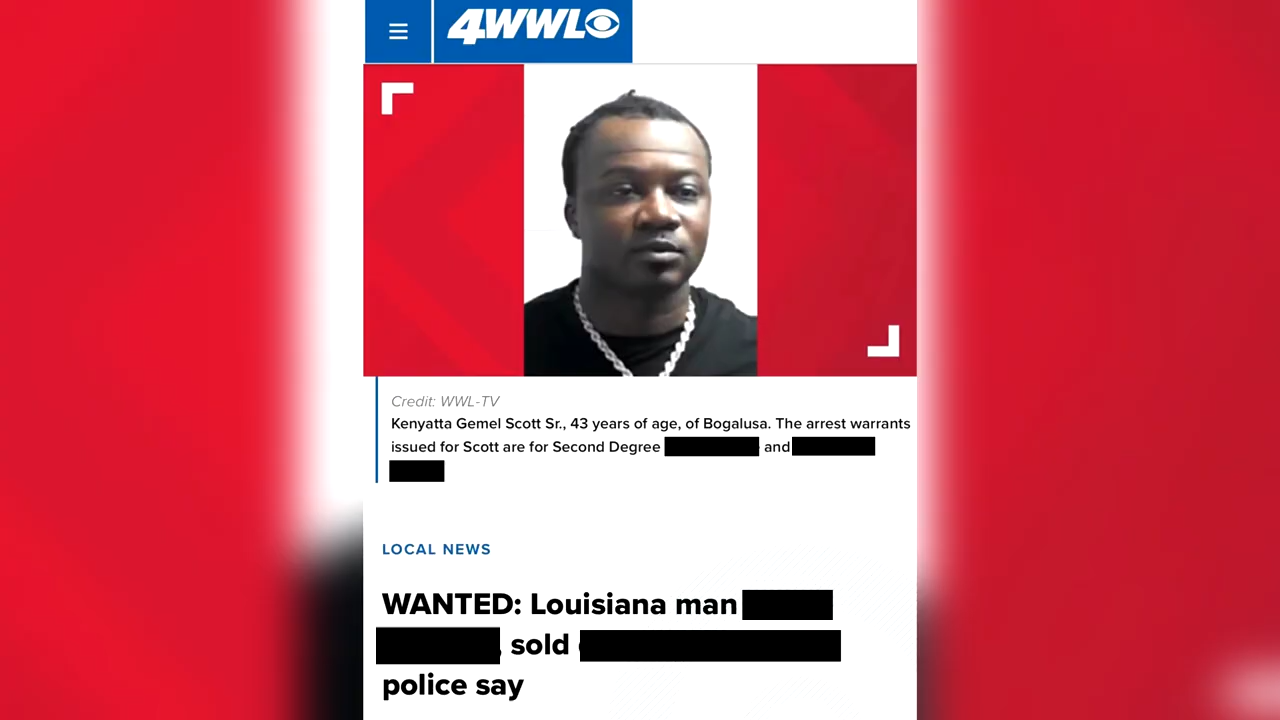 4WWL
Credit: WWL-TV
Kenyatta Gemel Scott Sr., 43 years of age, of Bogalusa. The arrest warrants
issued for Scott are for Second Degree and
LOCAL NEWS
WANTED: Louisiana man
sold
police say